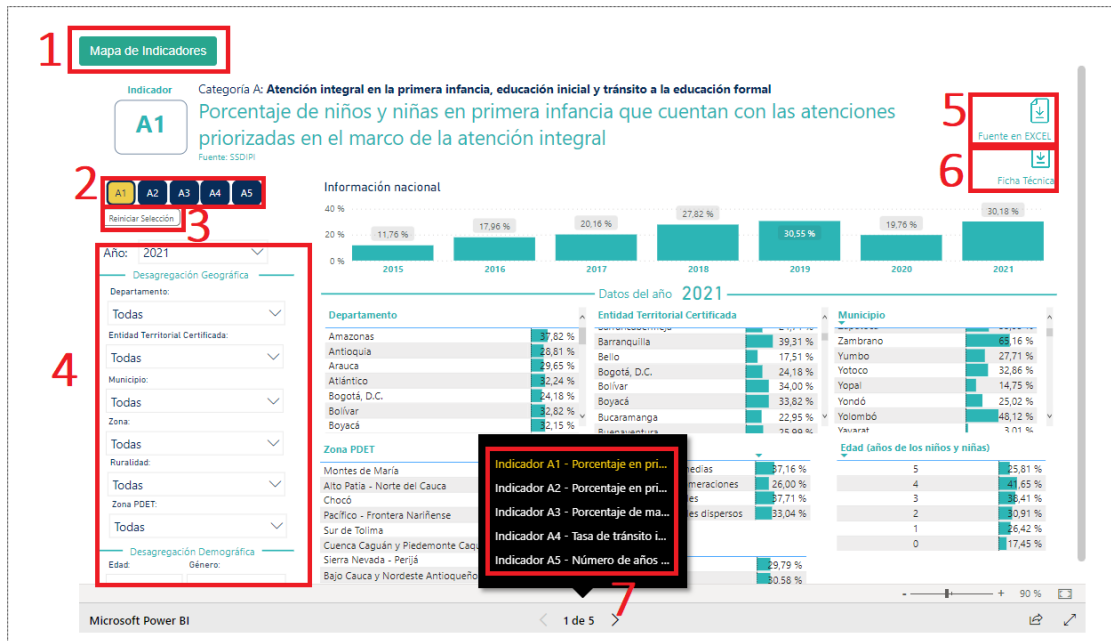 1
Mapa de Indicadores
Indicador
A1
Categoría A: Atención integral en la primera infancia, educación inicial y tránsito a la educación formal
Porcentaje de niños y niñas en primera infancia que cuentan con las atenciones
priorizadas en el marco de la atención integral
Fuente: SSDIPI
5
Fuente en EXCEL
6
Ficha Técnica
2
A1 A2 A3 A4 A5
Reiniciar Selección
3
4
Año: 2021
Desagregación Geográfica
Departamento:
Todas
Entidad Territorial Certificada:
Todas
Municipio:
Todas
Zona:
Todas
Ruralidad:
Todas
Zona PDET:
Todas
Desagregación Demográfica
Edad: Género:
Información nacional
40 %
20 %
0 %
11,76 % 17,96 % 20,16 % 27,82 % 30,55 % 19,76 % 30,18 %
2015 2016 2017 2018 2019 2020 2021
Datos del año 2021
Departamento
Amazonas 37,82 %
Antioquia 28,81 %
Arauca 29,65 %
Atlántico 32,24 %
Bogotá, D.C. 24,18 %
Bolívar 32,82 %
Boyacá 32,15 %
Entidad Territorial Certificada
Barrancabermeja
Barranquilla 39,31 %
Bello 17,51 %
Bogotá, D.C. 24,18 %
Bolívar 34,00 %
Boyacá 33,82 %
Bucaramanga 22,95 %
Buenaventura 25,99 %
Municipio
Zambrano 65,16 %
Yumbo 27,71 %
Yotoco 32,86 %
Yopal 14,75 %
Yondó 25,02 %
Yolombó 48,12 %
Yavarat 3,01 %
Zona PDET
Montes de María
Alto Patia - Norte del Cauca
Chocó
Pacífico - Frontera Nariñense
Sur de Tolima
Cuenca Caguán y Piedemonte Caqu
Sierra Nevada - Perijá
Bajo Cauca y Nordeste Antioqueño
Indicador A1 - Porcentaje en pri...
Indicador A2 - Porcentaje en pri...
Indicador A3 - Porcentaje de ma...
Indicador A4 - Tasa de tránsito i...
Indicador A5 - Número de años ...
medias 37,16 %
meraciones 26,00 %
les 37,71 %
les dispersos 33,04 %
29,79 %
30,58 %
Edad (años de los niños y niñas)
5 25,81 %
4 41,65 %
3 38,41 %
2 30,91 %
1 26,42 %
0 17,45 %
7
- + 90 %
Microsoft Power BI
1 de 5